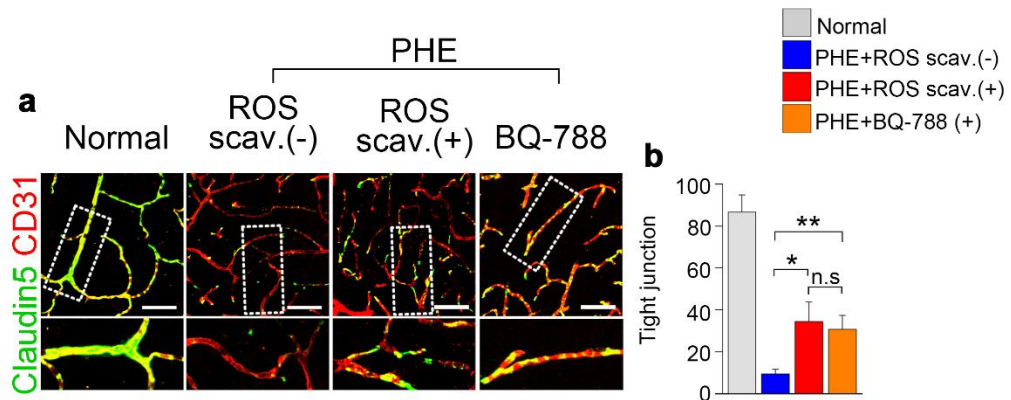 Normal
PHE+ROS scav.(-)
PHE+ROS scav.(+)
PHE+BQ-788 (+)
PHE
a
Normal
ROS
scav.(-)
ROS
scav.(+)
BQ-788
Claudin5 CD31
b
Tight junction
100
80
60
40
20
0
**
*
n.s